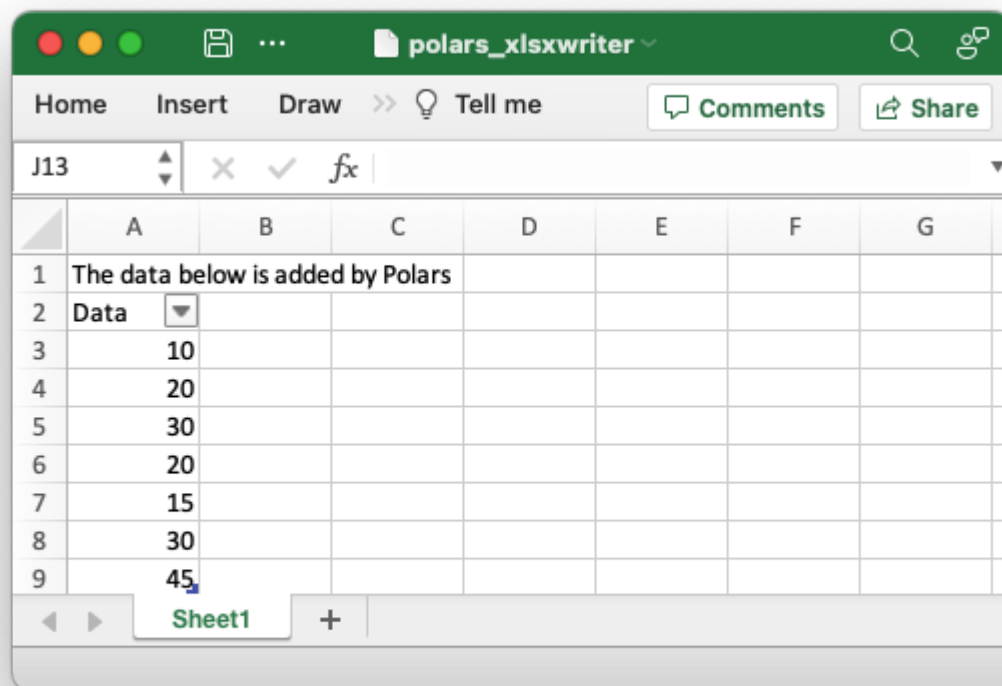 polars_xlsxwriter
Home Insert Draw >> Tell me Comments Share
J13 fx
A B C D E F G
1 The data below is added by Polars
2 Data
3 10
4 20
5 30
6 20
7 15
8 30
9 45
Sheet1 +